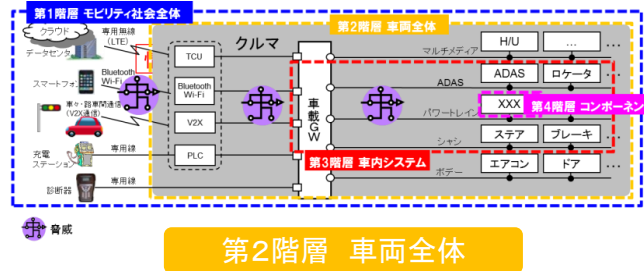 第1階層 モビリティ社会全体
第2階層 車両全体
クラウド
データセンタ
専用無線
(LTE)
TCU
クルマ
マルチメディア
H/U
…
…
スマートフォン
Bluetooth
Wi-Fi
Bluetooth
Wi-Fi
ADAS
ADAS
ロケータ
…
車々・路車間通信
(V2X通信)
V2X
車載GW
パワートレイン
XXX
第4階層 コンポーネン
充電
ステーション
専用線
PLC
シャシ
ステア
ブレーキ
…
第3階層 車内システム
診断器
専用線
ボデー
エアコン
ドア
…
脅威
第2階層 車両全体